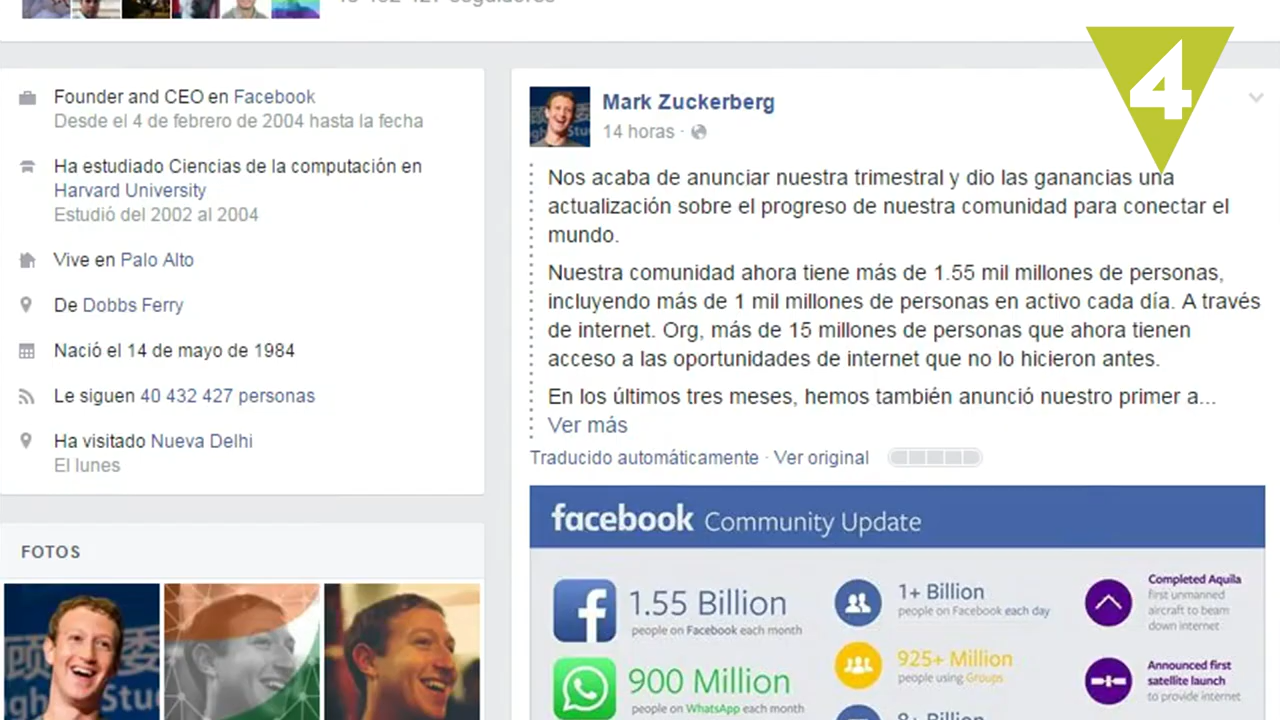 seguidores
4
Founder and CEO en Facebook
Desde el 4 de febrero de 2004 hasta la fecha
Ha estudiado Ciencias de la computación en
Harvard University
Estudió del 2002 al 2004
Vive en Palo Alto
De Dobbs Ferry
Nació el 14 de mayo de 1984
Le siguen 40 432 427 personas
Ha visitado Nueva Delhi
El lunes
FOTOS
Mark Zuckerberg
14 horas ·
Nos acaba de anunciar nuestra trimestral y dio las ganancias una
actualización sobre el progreso de nuestra comunidad para conectar el
mundo.
Nuestra comunidad ahora tiene más de 1.55 mil millones de personas,
incluyendo más de 1 mil millones de personas en activo cada día. A través
de internet. Org, más de 15 millones de personas que ahora tienen
acceso a las oportunidades de internet que no lo hicieron antes.
En los últimos tres meses, hemos también anunció nuestro primer a...
Ver más
Traducido automáticamente · Ver original
facebook Community Update
1.55 Billion
people on Facebook each month
900 Million
people on WhatsApp each month
1+ Billion
people on Facebook each day
925+ Million
people using Groups
Completed Aquila
first unmanned
aircraft to beam
down internet
Announced first
satellite launch
to provide internet